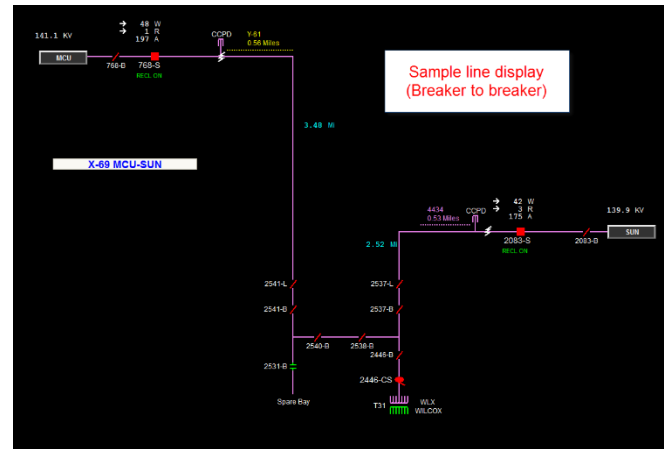 → 48 W
→ 1 R
197 A
141.1 KV
MCU
768-B
768-S
RECL ON
CCPD
Y-61
0.56 Miles
Sample line display
(Breaker to breaker)
3.40 Mi
X-69 MCU-SUN
→ 42 W
→ 3 R
175 A
4434
0.53 Miles
CCPD
139.9 KV
SUN
2083-S
2083-B
RECL ON
2.52 Mi
2541-L
2537-L
2541-B
2537-B
2540-B
2538-B
2446-B
2531-B
2446-CS
Spare Bay
T31
WLX
WILCOX